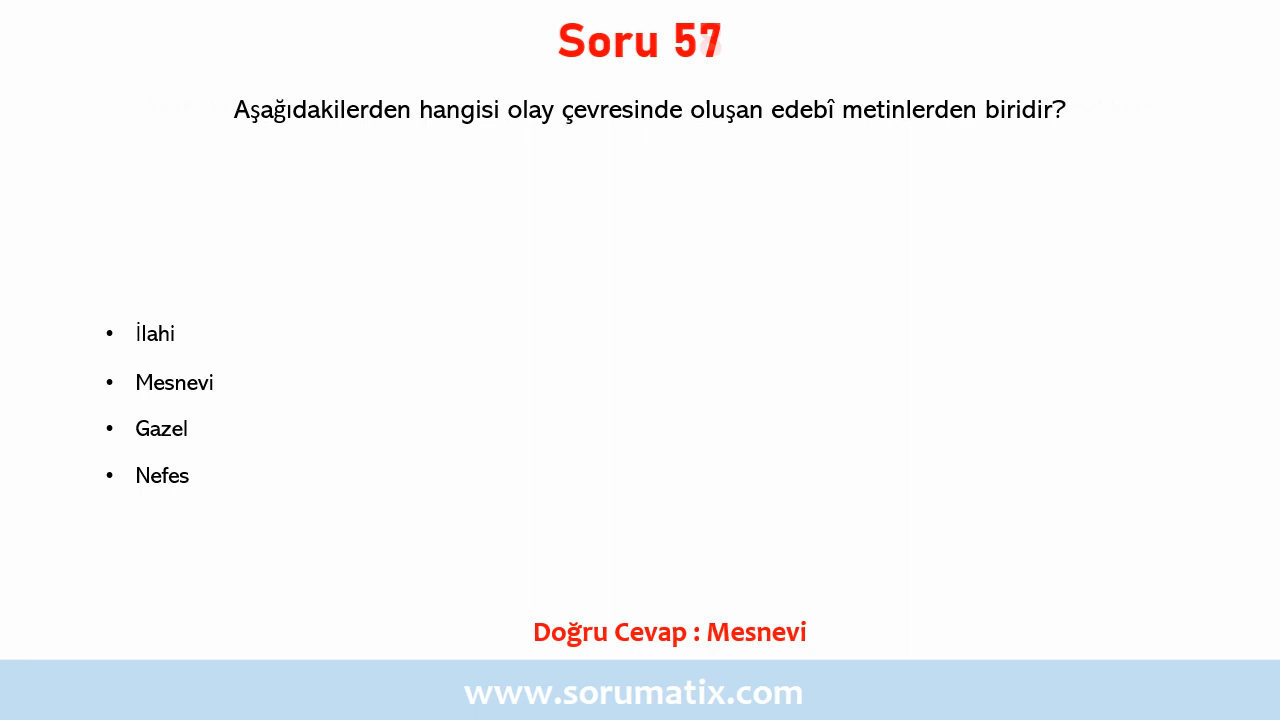 Soru 57
Aşağıdakilerden hangisi olay çevresinde oluşan edebî metinlerden biridir?
• İlahi
• Mesnevi
• Gazel
• Nefes
Doğru Cevap : Mesnevi
www.sorumatix.com